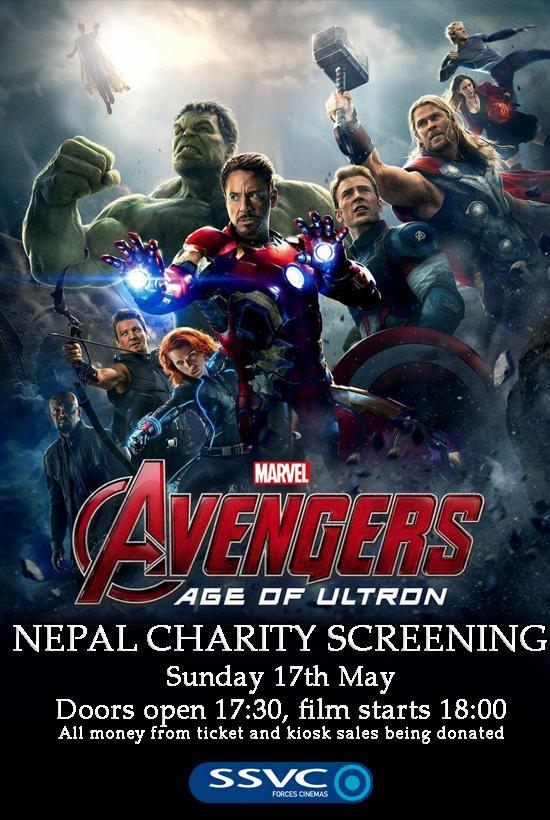 MARVEL
AVENGERS
AGE OF ULTRON
NEPAL CHARITY SCREENING
Sunday 17th May
Doors open 17:30, film starts 18:00
All money from ticket and kiosk sales being donated
SSVC
FORCES CINEMAS